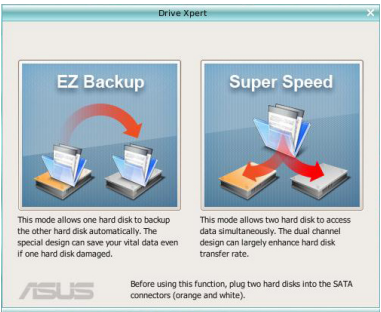 Drive Xpert
EZ Backup
Super Speed
This mode allows one hard disk to backup
the other hard disk automatically. The
special design can save your vital data even
if one hard disk damaged.
This mode allows two hard disk to access
data simultaneously. The dual channel
design can largely enhance hard disk
transfer rate.
ASUS
Before using this function, plug two hard disks into the SATA
connectors (orange and white).